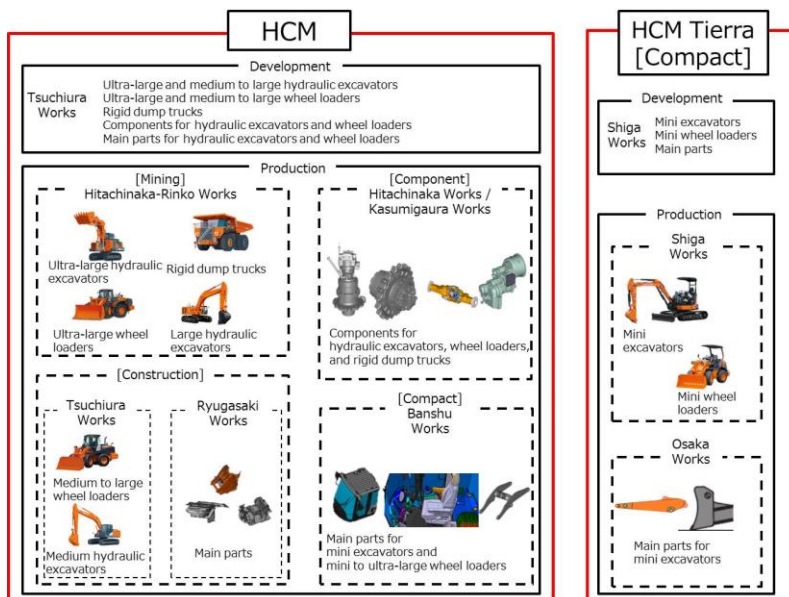 HCM
Development
Tsuchiura
Works
Ultra-large and medium to large hydraulic excavators
Ultra-large and medium to large wheel loaders
Rigid dump trucks
Components for hydraulic excavators and wheel loaders
Main parts for hydraulic excavators and wheel loaders
Production
[Mining]
Hitachinaka-Rinko Works
Ultra-large hydraulic
excavators
Rigid dump trucks
Ultra-large wheel
loaders
Large hydraulic
excavators
[Component]
Hitachinaka Works /
Kasumigaura Works
Components for
hydraulic excavators, wheel loaders,
and rigid dump trucks
[Construction]
Tsuchiura
Works
Medium to large
wheel loaders
Medium hydraulic
excavators
Ryugasaki
Works
Main parts
[Compact]
Banshu
Works
Main parts for
mini excavators and
mini to ultra-large wheel loaders
HCM Tierra
[Compact]
Development
Shiga
Works
Mini excavators
Mini wheel loaders
Main parts
Production
Shiga
Works
Mini
excavators
Mini wheel
loaders
Osaka
Works
Main parts for
mini excavators